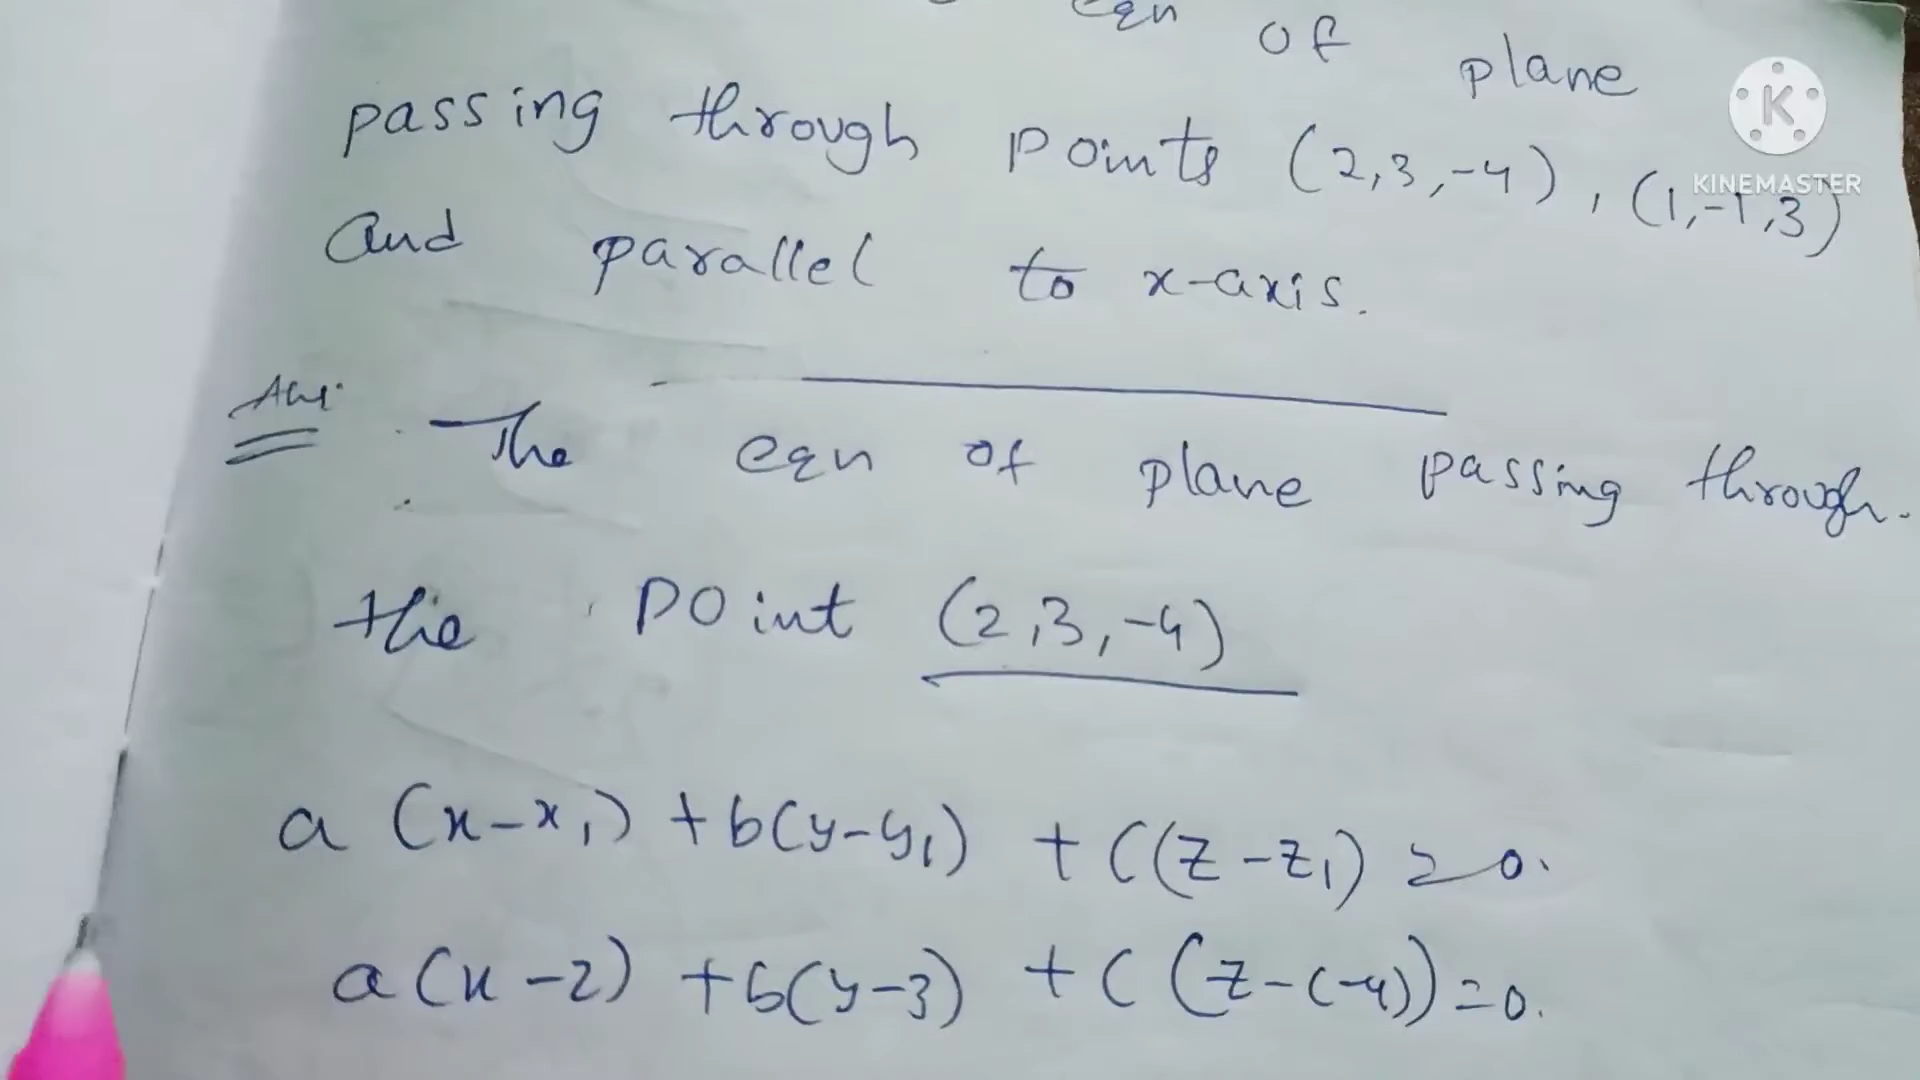 eqn of plane
passing through points (2,3,-4), (1,-1,3)
and parallel to x-axis.
Ans.
The eqn of plane passing through
the point (2,3,-4)
a(x-x₁) + b(y-y₁) + c(z-z₁) = 0.
a(x-2) + b(y-3) + c(z-(-4)) = 0.
K
KINEMASTER